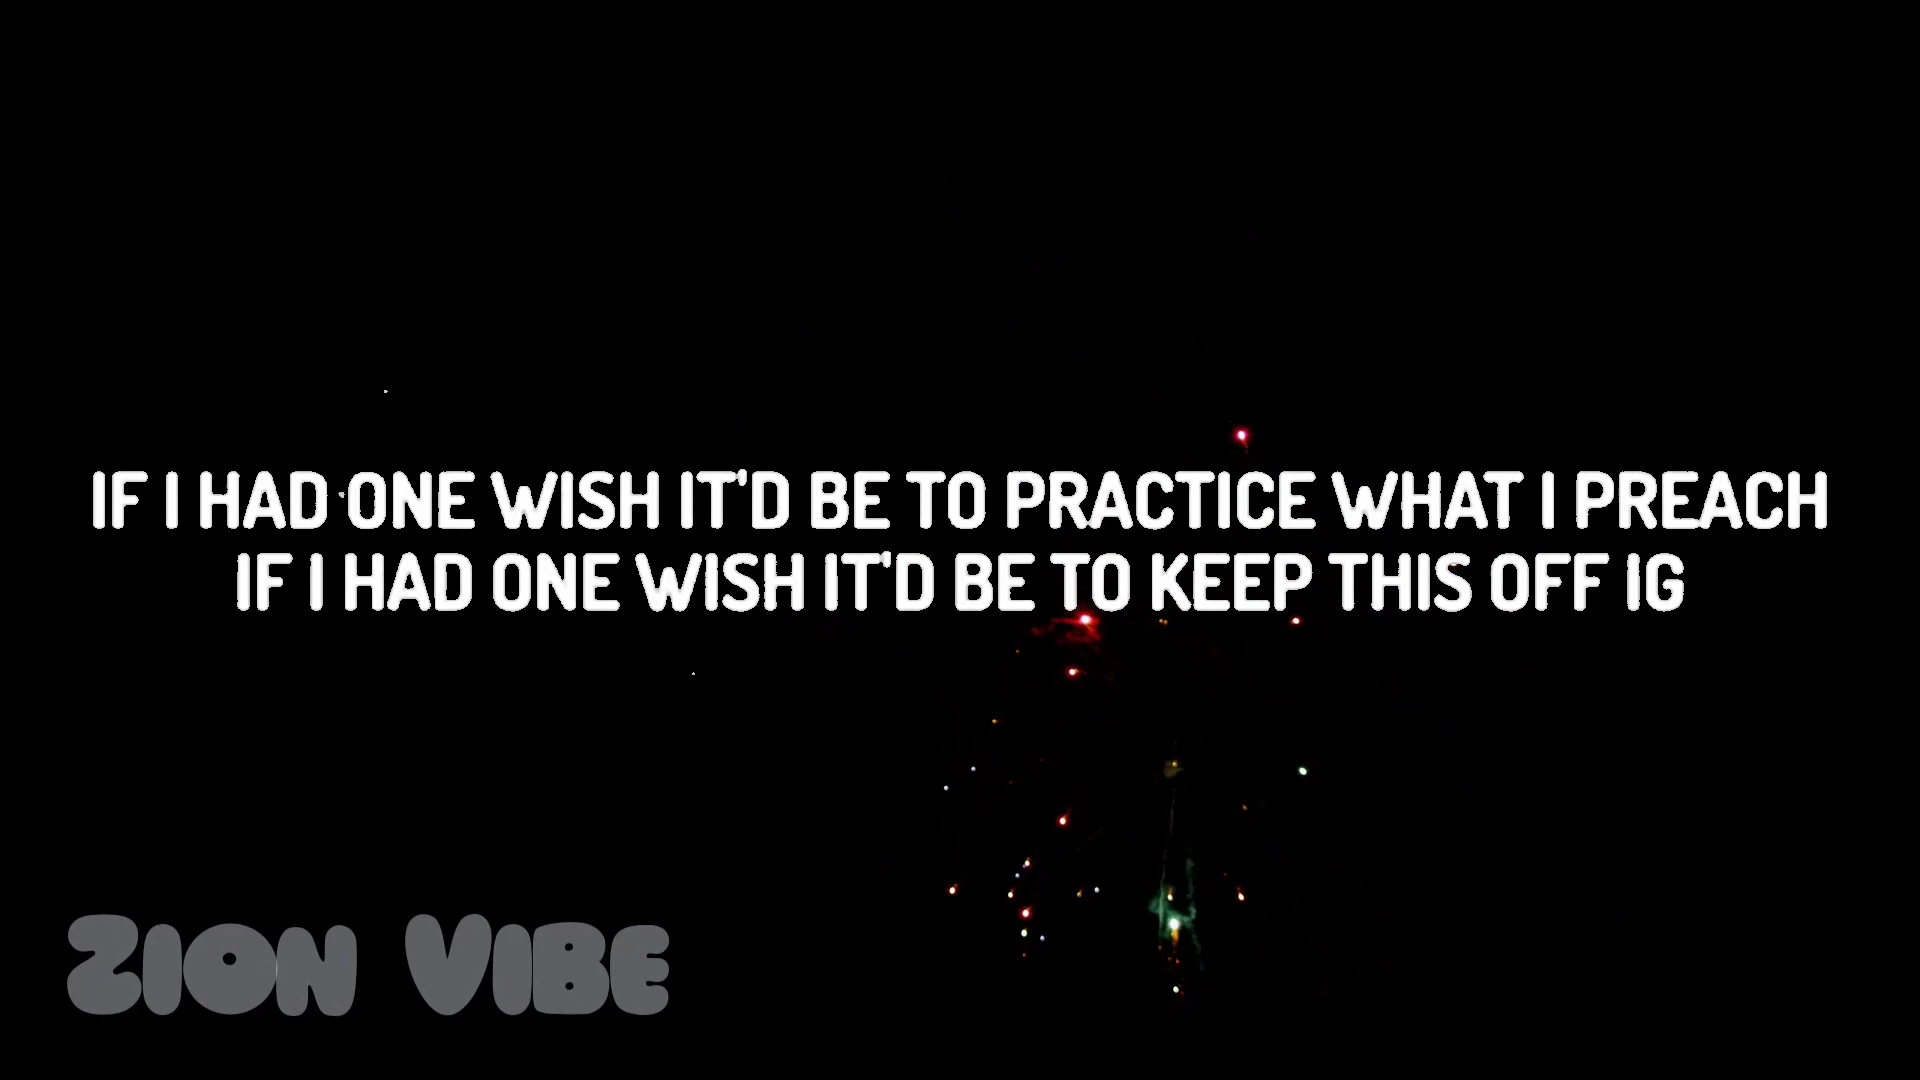 IF I HAD ONE WISH IT'D BE TO PRACTICE WHAT I PREACH
IF I HAD ONE WISH IT'D BE TO KEEP THIS OFF IG
ZION VIBE